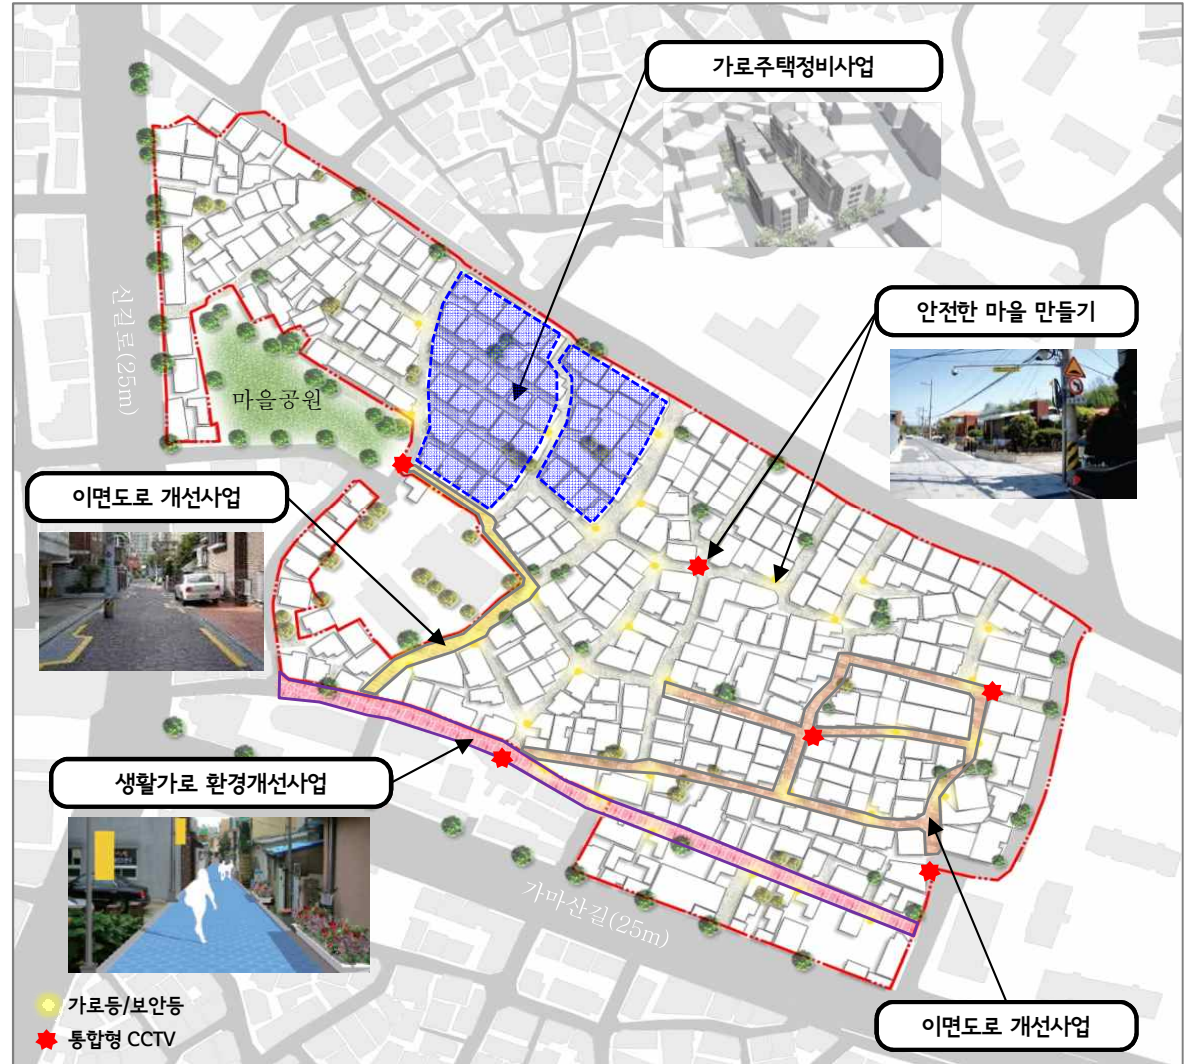 가로주택정비사업
안전한 마을 만들기
신길로(25m)
마을공원
이면도로 개선사업
생활가로 환경개선사업
가마산길(25m)
이면도로 개선사업
가로등/보안등
통합형 CCTV